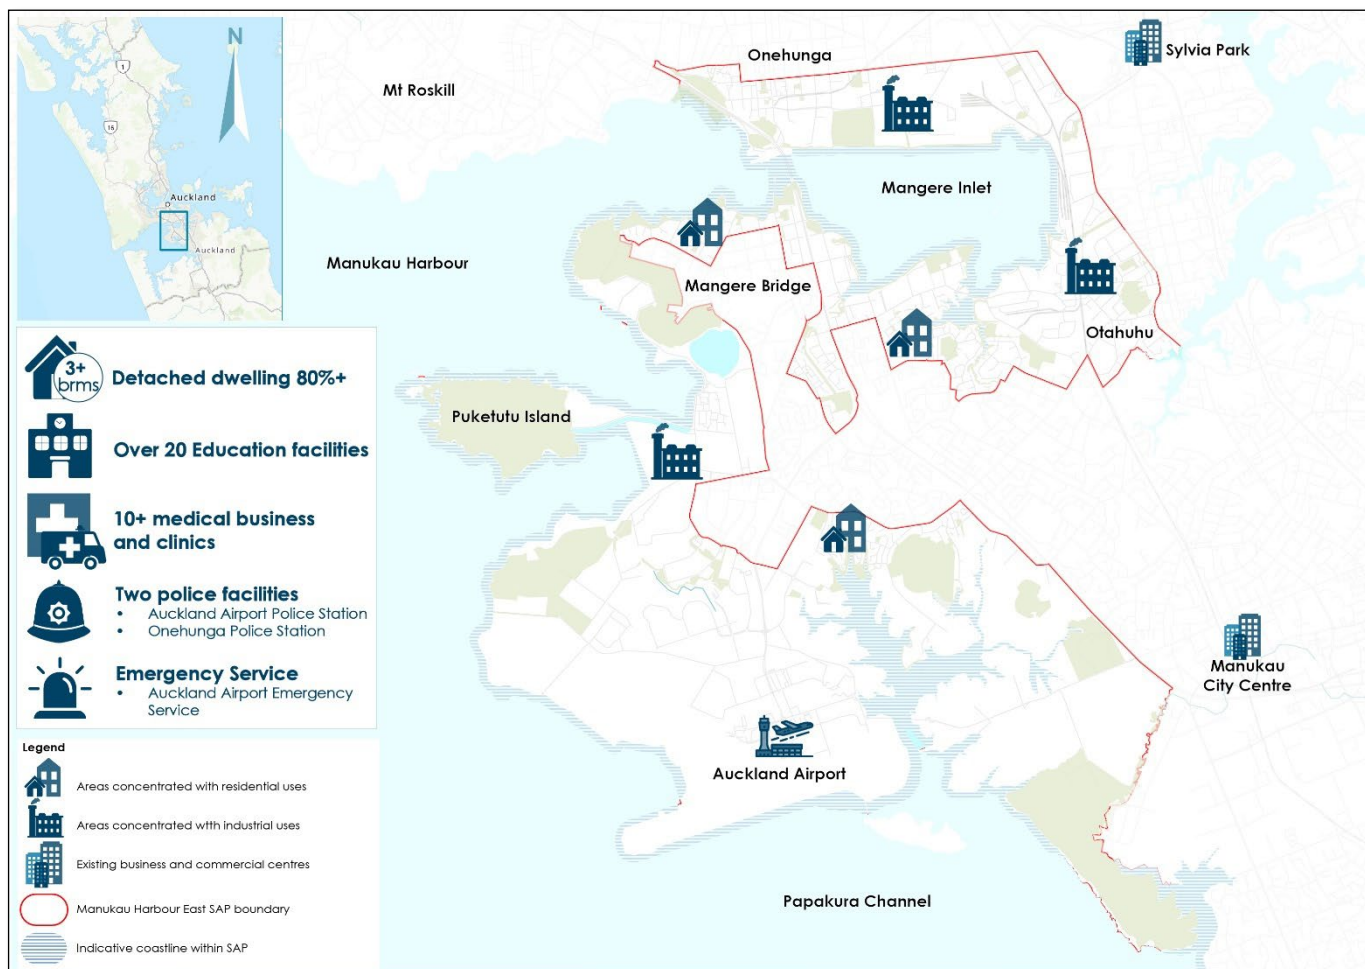 N
1
16
Auckland
Auckland
3+
brms
Detached dwelling 80%+
Over 20 Education facilities
10+ medical business
and clinics
Two police facilities
• Auckland Airport Police Station
• Onehunga Police Station
Emergency Service
• Auckland Airport Emergency
Service
Legend
Areas concentrated with residential uses
Areas concentrated wtth industrial uses
Existing business and commercial centres
Manukau Harbour East SAP boundary
Indicative coastline within SAP
Onehunga
Sylvia Park
Mt Roskill
Mangere Inlet
Manukau Harbour
Mangere Bridge
Otahuhu
Puketutu Island
Manukau
City Centre
Auckland Airport
Papakura Channel